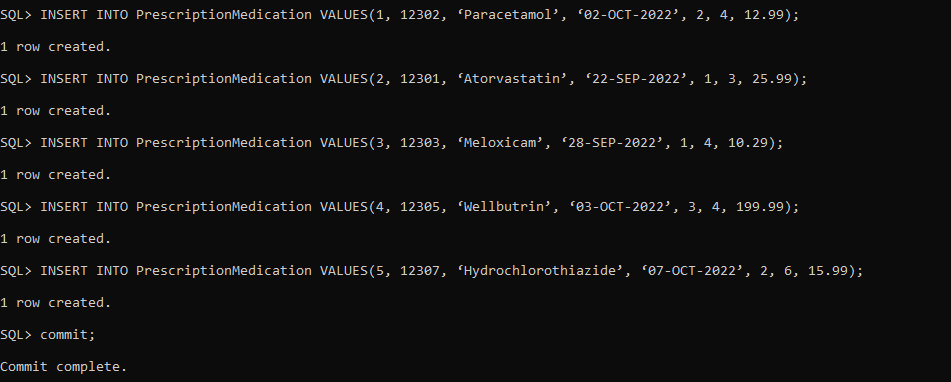 SQL> INSERT INTO PrescriptionMedication VALUES(1, 12302, ‘Paracetamol’, ‘02-OCT-2022’, 2, 4, 12.99);
1 row created.
SQL> INSERT INTO PrescriptionMedication VALUES(2, 12301, ‘Atorvastatin’, ‘22-SEP-2022’, 1, 3, 25.99);
1 row created.
SQL> INSERT INTO PrescriptionMedication VALUES(3, 12303, ‘Meloxicam’, ‘28-SEP-2022’, 1, 4, 10.29);
1 row created.
SQL> INSERT INTO PrescriptionMedication VALUES(4, 12305, ‘Wellbutrin’, ‘03-OCT-2022’, 3, 4, 199.99);
1 row created.
SQL> INSERT INTO PrescriptionMedication VALUES(5, 12307, ‘Hydrochlorothiazide’, ‘07-OCT-2022’, 2, 6, 15.99);
1 row created.
SQL> commit;
Commit complete.